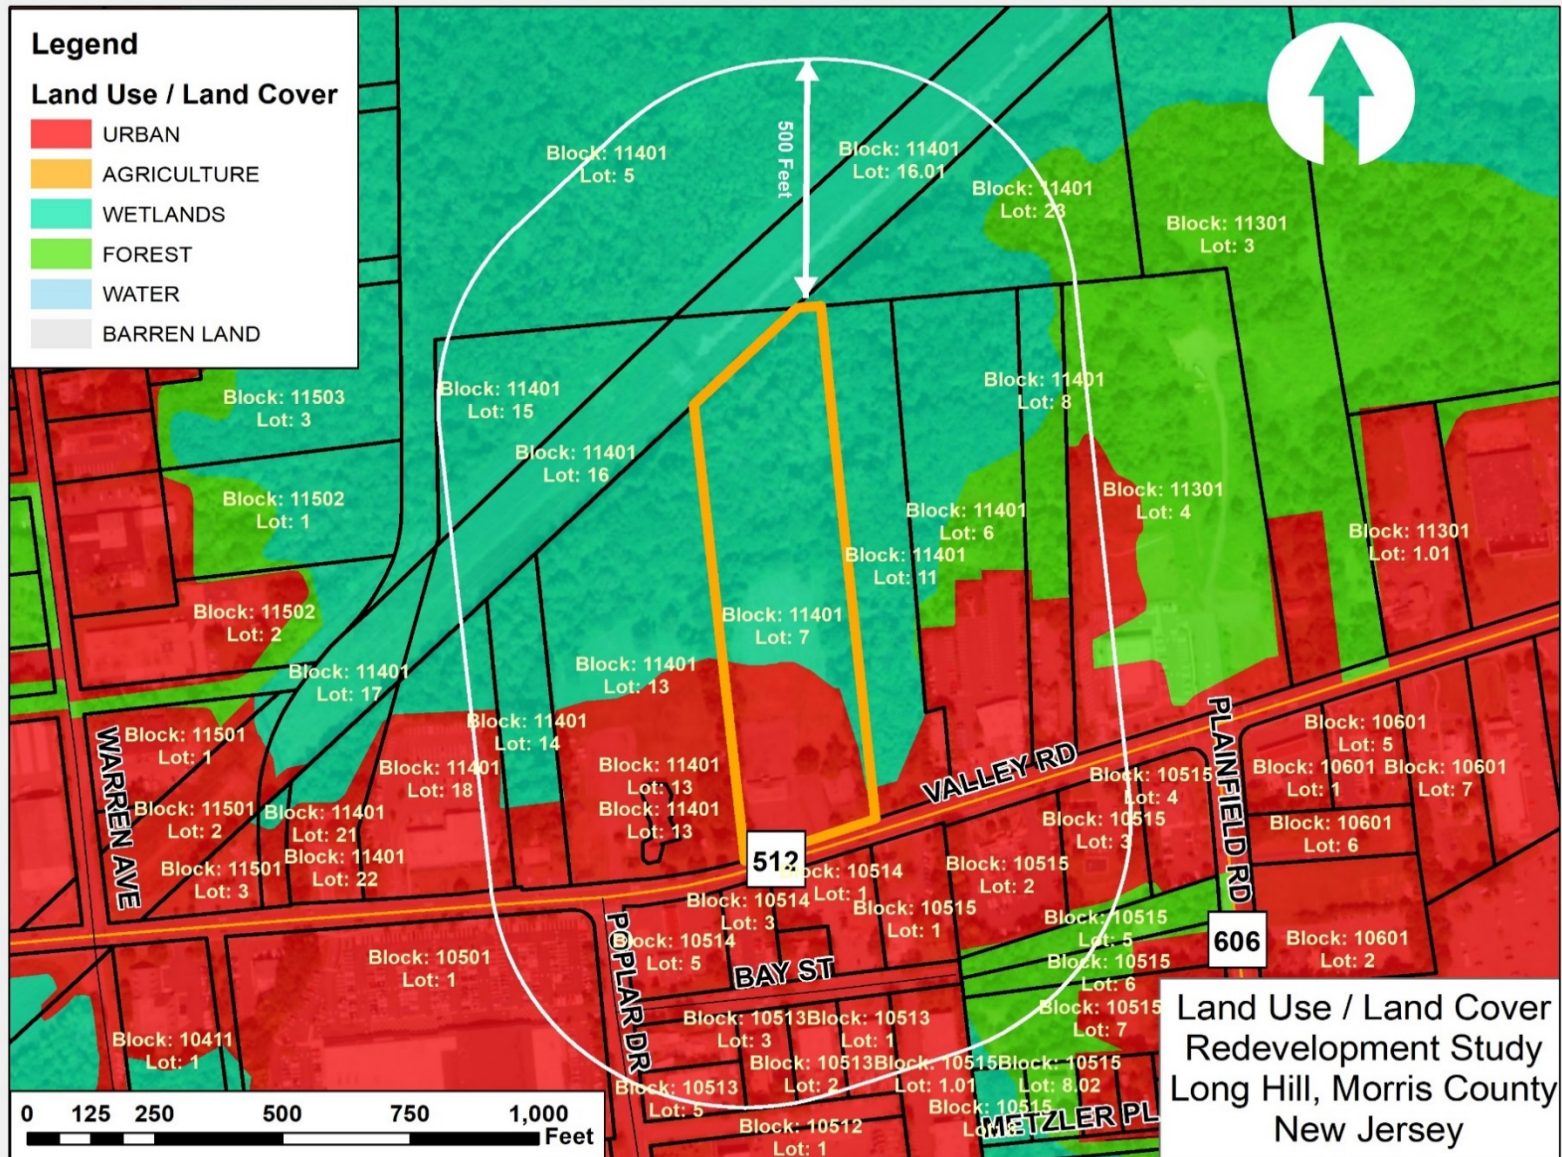 Legend
Land Use / Land Cover
URBAN
AGRICULTURE
WETLANDS
FOREST
WATER
BARREN LAND
500 Feet
Block: 11401
Lot: 5
Block: 11401
Lot: 16.01
Block: 11401
Lot: 23
Block: 11301
Lot: 3
Block: 11503
Lot: 3
Block: 11401
Lot: 15
Block: 11401
Lot: 8
Block: 11401
Lot: 16
Block: 11502
Lot: 1
Block: 11401
Lot: 6
Block: 11301
Lot: 4
Block: 11301
Lot: 1.01
Block: 11401
Lot: 11
Block: 11502
Lot: 2
Block: 11401
Lot: 7
Block: 11401
Lot: 17
Block: 11401
Lot: 13
Block: 11501
Lot: 1
Block: 11401
Lot: 14
Block: 11401
Lot: 18
Block: 11401
Lot: 13
Block: 11401
Lot: 13
WARREN AVE
Block: 11501
Lot: 2
Block: 11401
Lot: 21
Block: 11501
Lot: 3
Block: 11401
Lot: 22
VALLEY RD
PLAINFIELD RD
Block: 10601
Lot: 5
Block: 10601
Lot: 1
Block: 10601
Lot: 7
Block: 10601
Lot: 6
Block: 10515
Lot: 4
Block: 10515
Lot: 3
512
Block: 10514
Lot: 1
Block: 10515
Lot: 2
Block: 10514
Lot: 3
Block: 10515
Lot: 1
Block: 10514
Lot: 5
POPLAR DR
BAY ST
Block: 10515
Lot: 5
Block: 10515
Lot: 6
606
Block: 10601
Lot: 2
Block: 10501
Lot: 1
Block: 10411
Lot: 1
Block: 10513
Lot: 3
Block: 10513
Lot: 1
Block: 10515
Lot: 7
Block: 10513
Lot: 2
Block: 10515
Lot: 1.01
Block: 10515
Lot: 8.02
Block: 10513
Lot: 5
Block: 10515
METZLER PL
Block: 10512
Lot: 1
0 125 250 500 750 1,000
Feet
Land Use / Land Cover
Redevelopment Study
Long Hill, Morris County
New Jersey